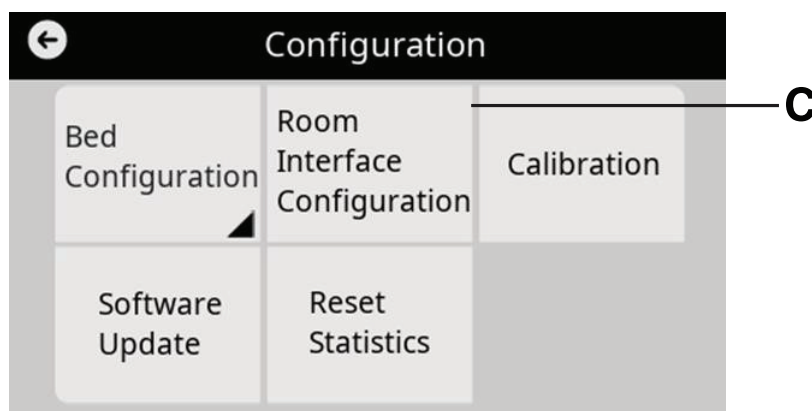 Configuration
Bed
Configuration
Room
Interface
Configuration
Calibration
Software
Update
Reset
Statistics
C